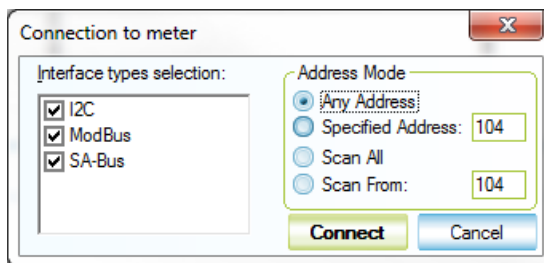 Connection to meter
Interface types selection:
I2C
ModBus
SA-Bus
Address Mode
Any Address
Specified Address: 104
Scan All
Scan From: 104
Connect Cancel